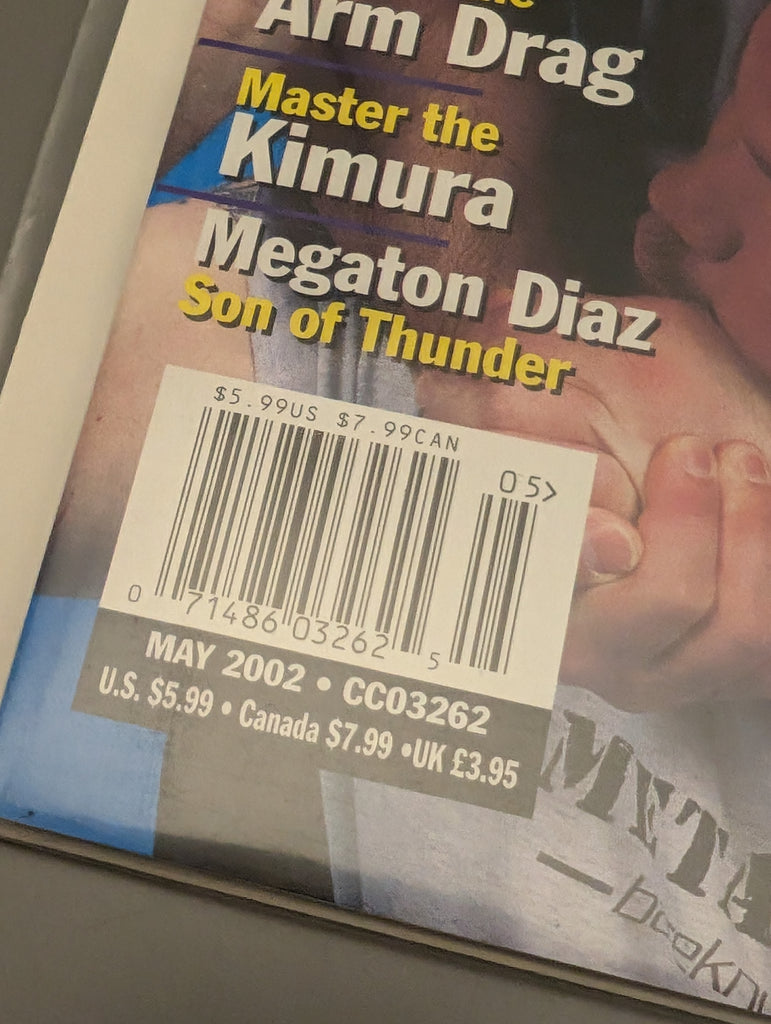 Arm Drag
Master the
Kimura
Megaton Diaz
Son of Thunder
$5.99US $7.99CAN
05>
0 71486 03262 5
MAY 2002 • CC03262
U.S. $5.99 • Canada $7.99 • UK £3.95